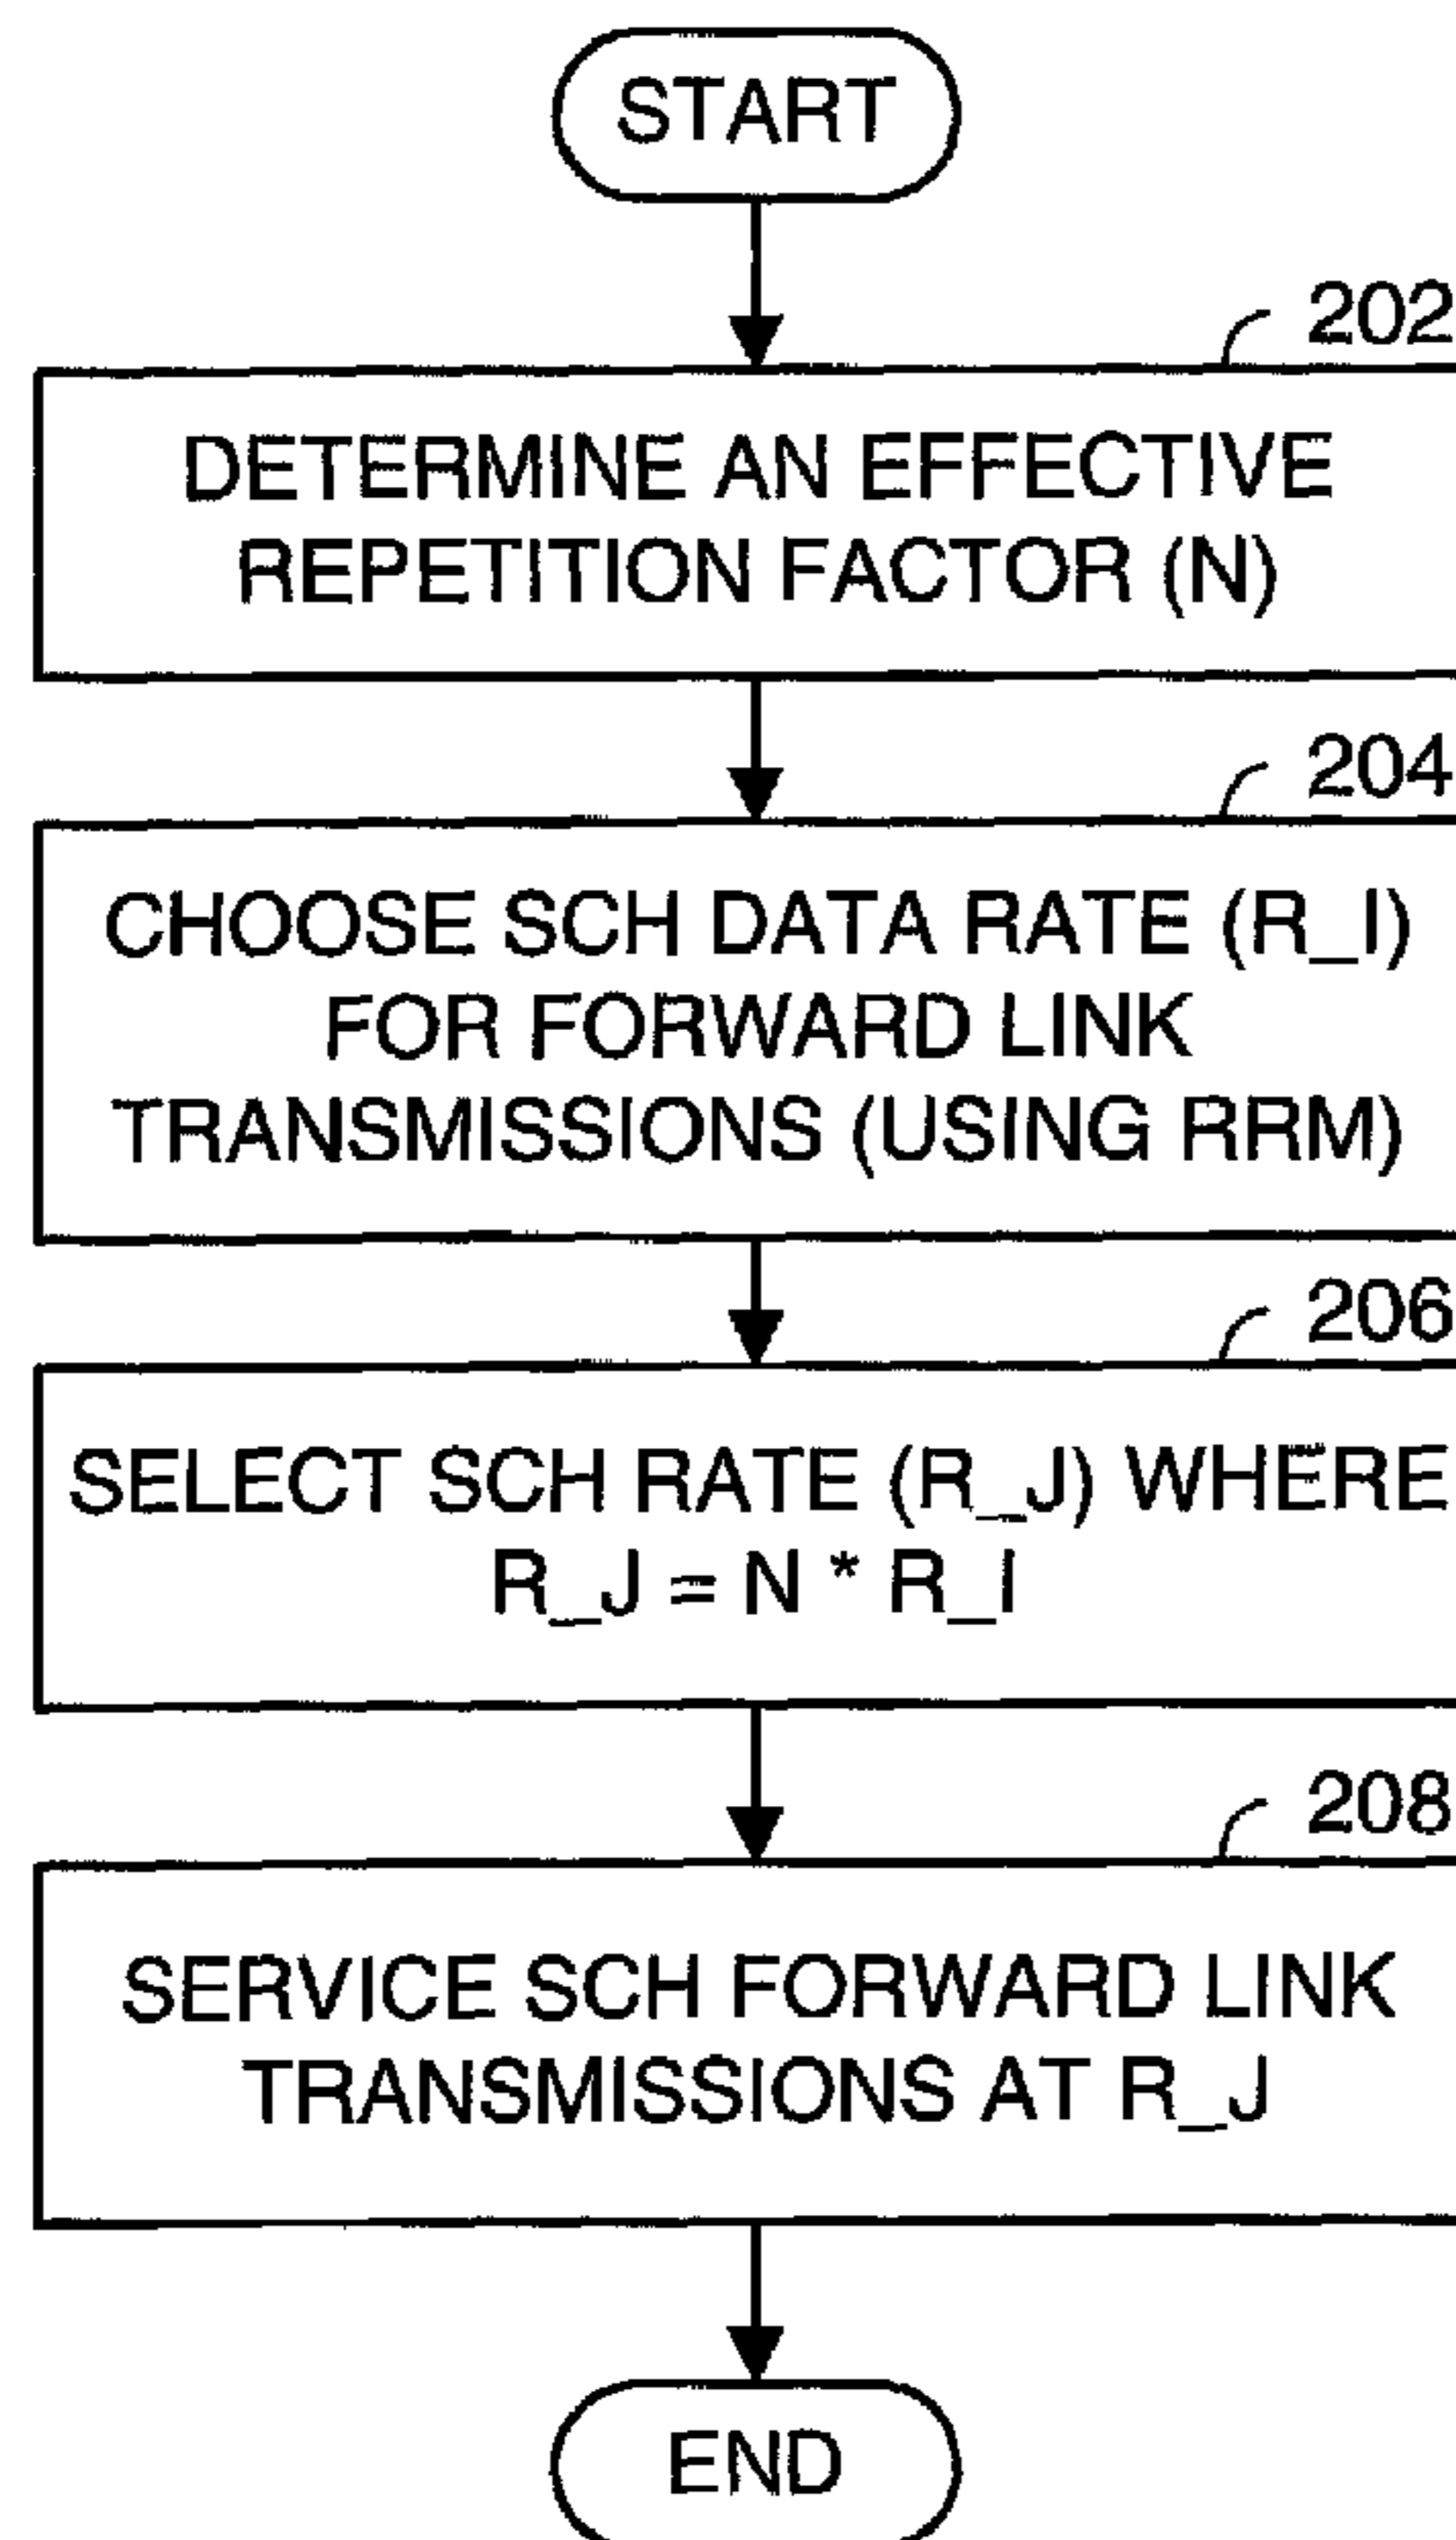 START
202
DETERMINE AN EFFECTIVE
REPETITION FACTOR (N)
204
CHOOSE SCH DATA RATE (R_I)
FOR FORWARD LINK
TRANSMISSIONS (USING RRM)
206
SELECT SCH RATE (R_J) WHERE
R_J = N * R_I
208
SERVICE SCH FORWARD LINK
TRANSMISSIONS AT R_J
END